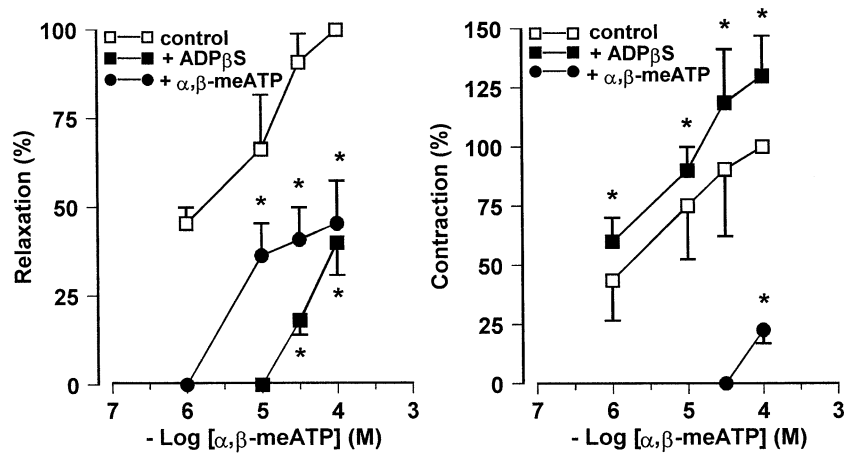 control
+ ADPβS
+ α,β-meATP
Relaxation (%)
100
75
50
25
0
* * *
* *
7 6 5 4 3
- Log [α,β-meATP] (M)
control
+ ADPβS
+ α,β-meATP
Contraction (%)
150
125
100
75
50
25
0
* * * *
*
7 6 5 4 3
- Log [α,β-meATP] (M)